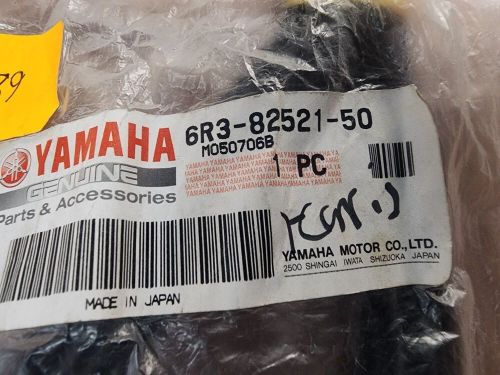 YAMAHA
GENUINE
Parts & Accessories
6R3-82521-50
M050706B
1 PC
YAMAHA MOTOR CO.,LTD.
2500 SHINGAI IWATA SHIZUOKA JAPAN
MADE IN JAPAN